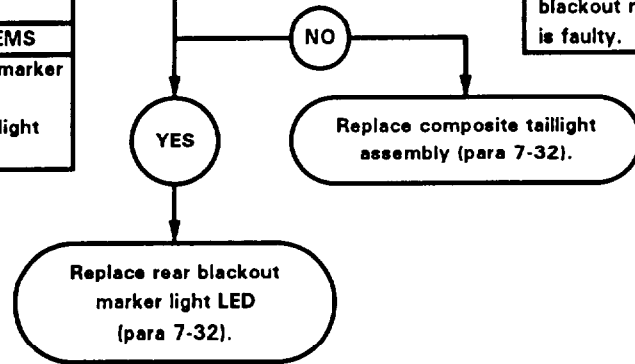 blackout r
is faulty.
EMS
marker
light
NO
YES
Replace composite taillight
assembly (para 7-32).
Replace rear blackout
marker light LED
(para 7-32).